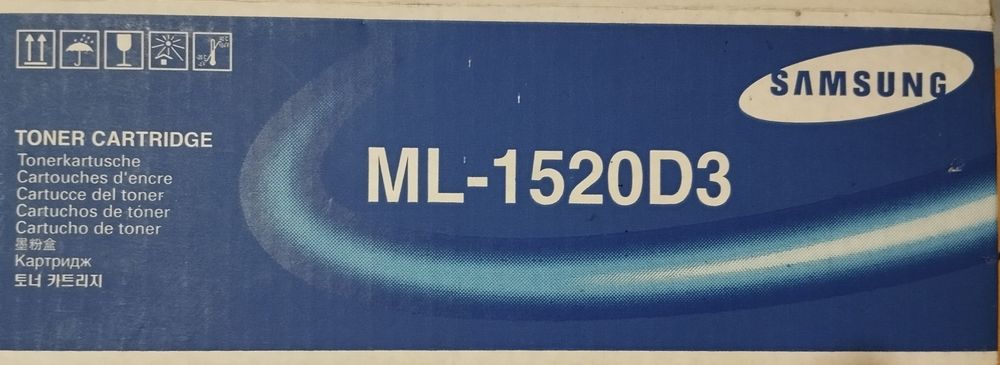 SAMSUNG
TONER CARTRIDGE
Tonerkartusche
Cartouches d'encre
Cartucce del toner
Cartuchos de tóner
Cartucho de toner
墨粉盒
Картридж
토너 카트리지
ML-1520D3